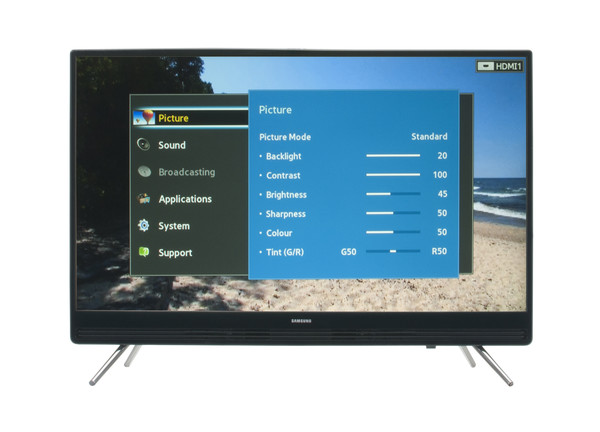 HDMI1
Picture
Sound
Broadcasting
Applications
System
Support
Picture
Picture Mode Standard
· Backlight 20
· Contrast 100
· Brightness 45
· Sharpness 50
· Colour 50
· Tint (G/R) G50 R50
SAMSUNG